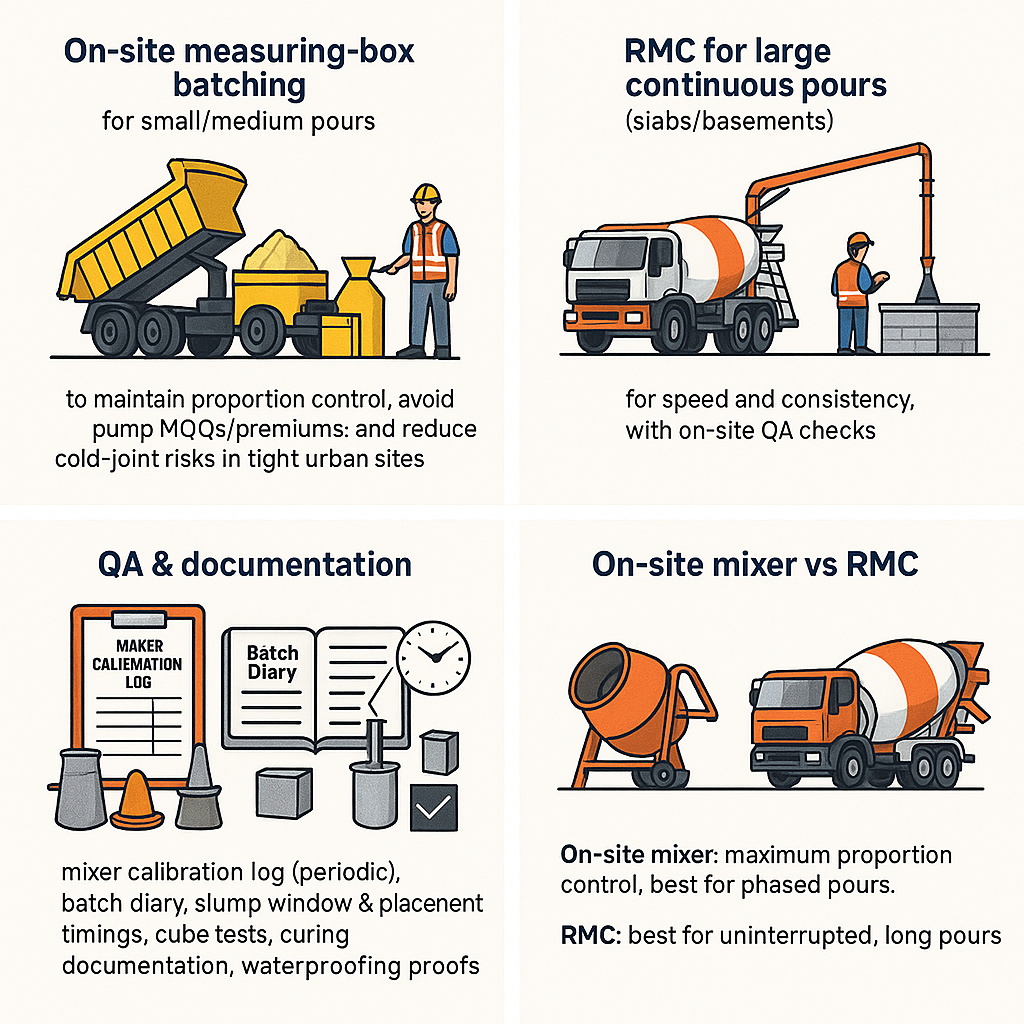 On-site measuring-box
batching
for small/medium pours
to maintain proportion control, avoid
pump MQQs/premiums: and reduce
cold-joint risks in tight urban sites
RMC for large
continuous pours
(siabs/basements)
for speed and consistency,
with on-site QA checks
QA & documentation
MAKER
CALIEMATION
LOG
Batch
Diary
mixer calibration log (periodic),
batch diary, slump window & placenent
timings, cube tests, curing
documentation, waterproofing proofs
On-site mixer vs RMC
On-site mixer: maximum proportion
control, best for phased pours.
RMC: best for uninterrupted, long pours